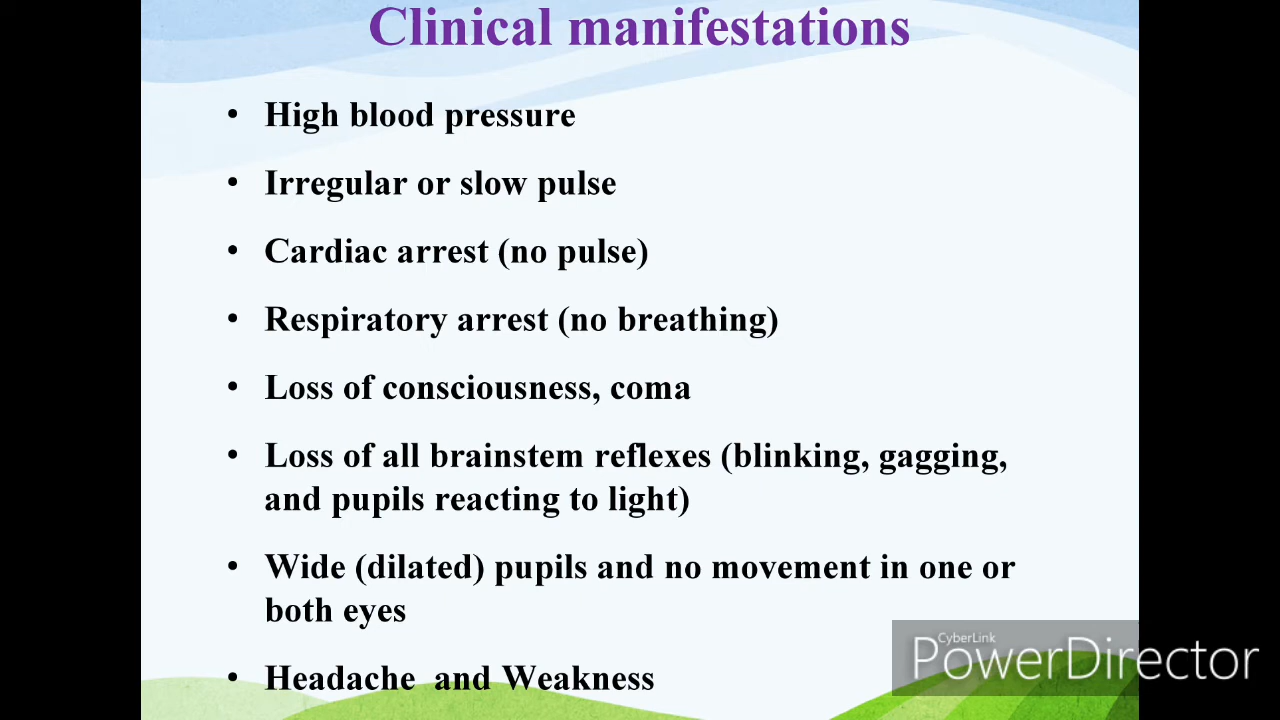 Clinical manifestations
• High blood pressure
• Irregular or slow pulse
• Cardiac arrest (no pulse)
• Respiratory arrest (no breathing)
• Loss of consciousness, coma
• Loss of all brainstem reflexes (blinking, gagging,
and pupils reacting to light)
• Wide (dilated) pupils and no movement in one or
both eyes
• Headache and Weakness
CyberLink
PowerDirector